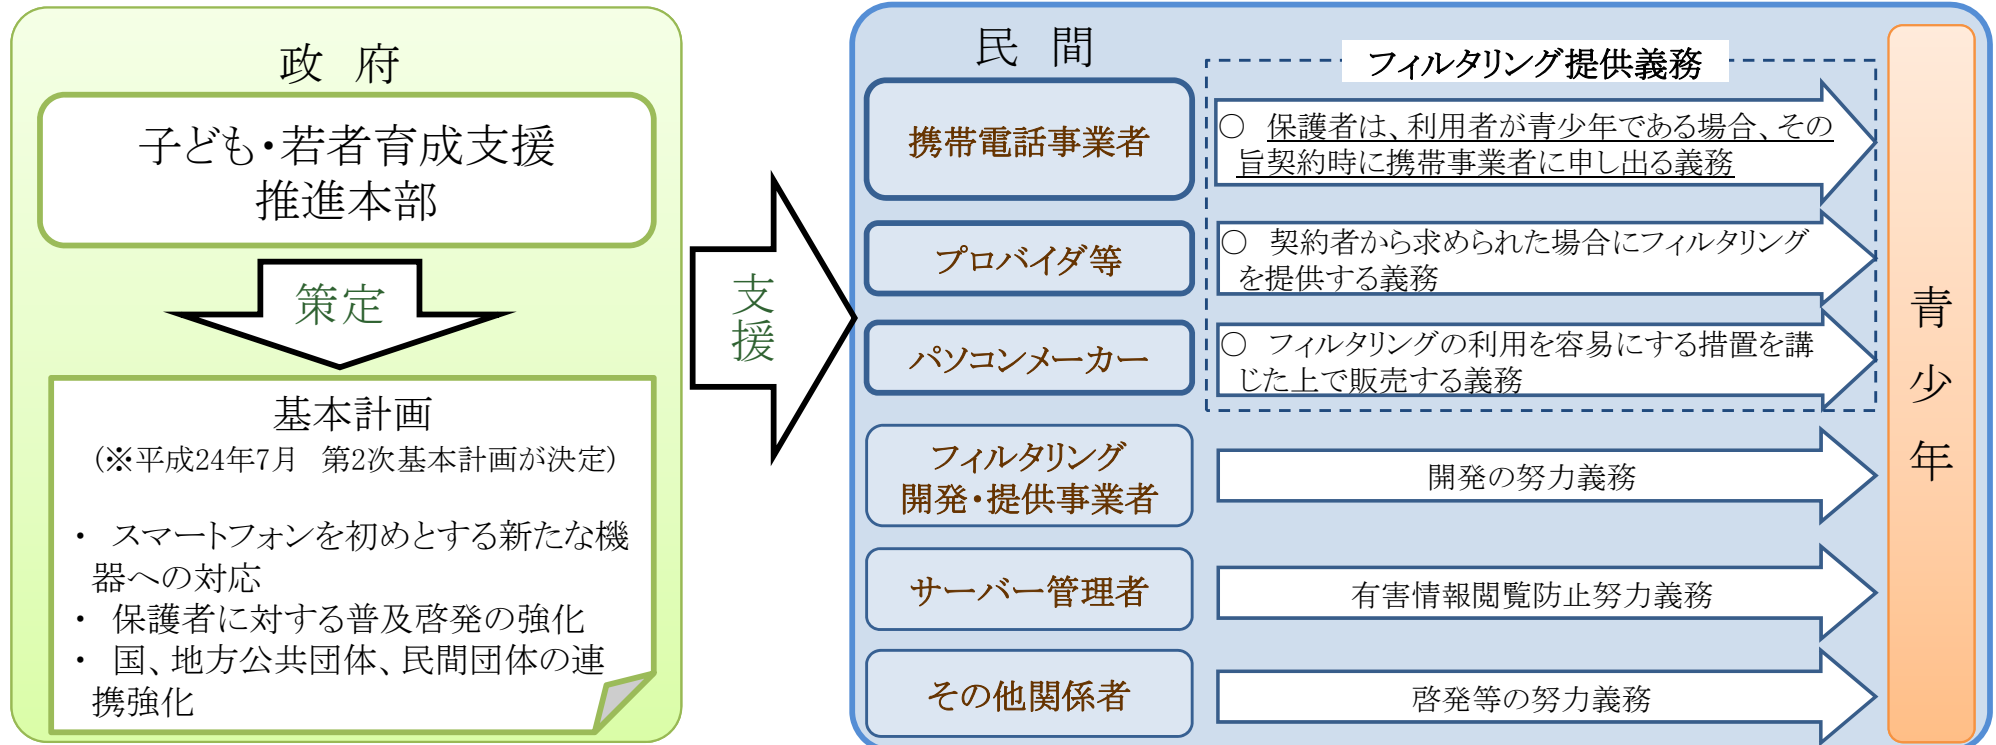 政 府
子ども・若者育成支援
推進本部
策定
基本計画
(※平成24年7月 第2次基本計画が決定)
・ スマートフォンを初めとする新たな機
器への対応
・ 保護者に対する普及啓発の強化
・ 国、地方公共団体、民間団体の連
携強化
支援
民 間
フィルタリング提供義務
携帯電話事業者
○ 保護者は、利用者が青少年である場合、その
旨契約時に携帯事業者に申し出る義務
プロバイダ等
○ 契約者から求められた場合にフィルタリング
を提供する義務
パソコンメーカー
○ フィルタリングの利用を容易にする措置を講
じた上で販売する義務
フィルタリング
開発・提供事業者
開発の努力義務
サーバー管理者
有害情報閲覧防止努力義務
その他関係者
啓発等の努力義務
青少年